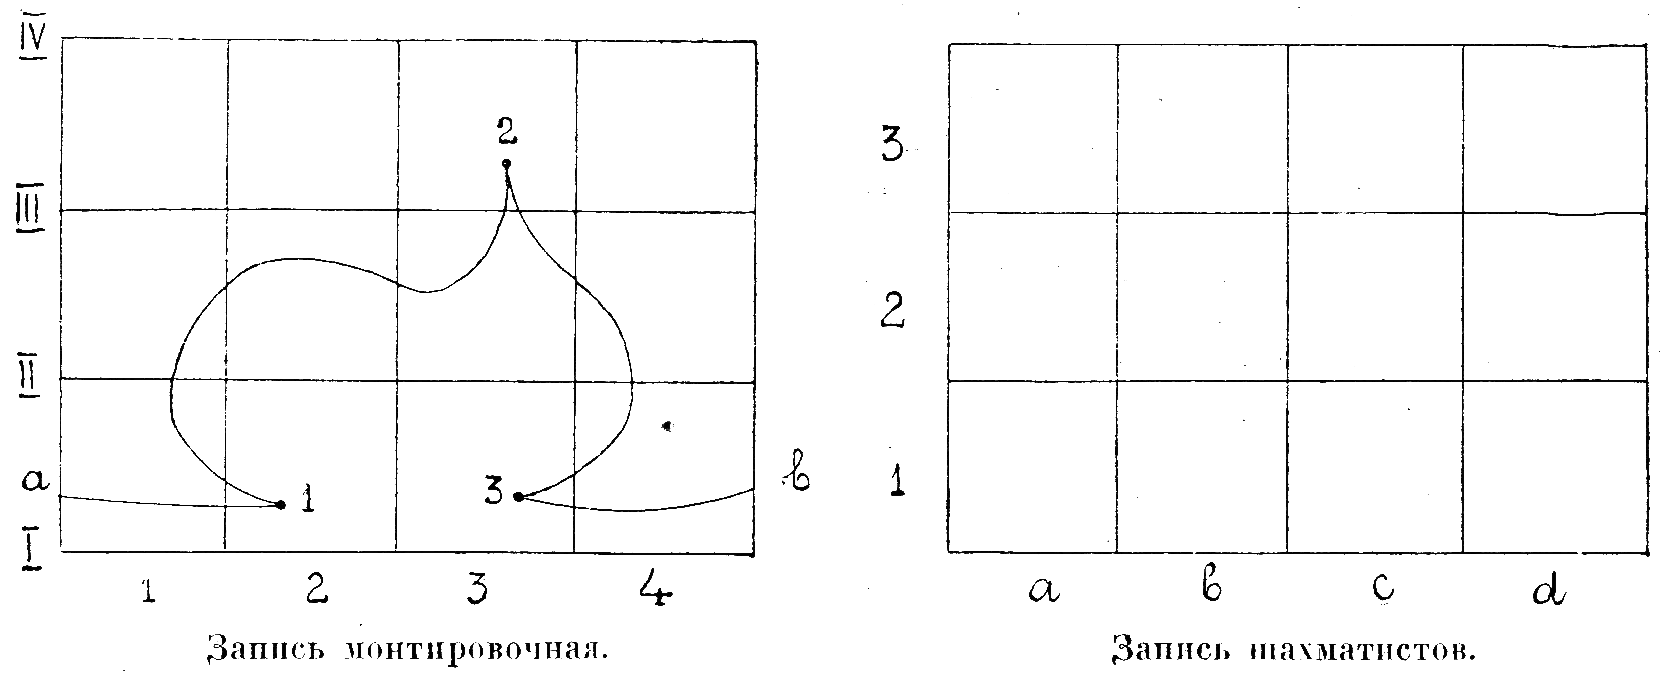 IV
2
III
II
a
1
3
в
I
1 2 3 4
Запись монтировочная.
3
2
1
a в c d
Запись шахматистов.